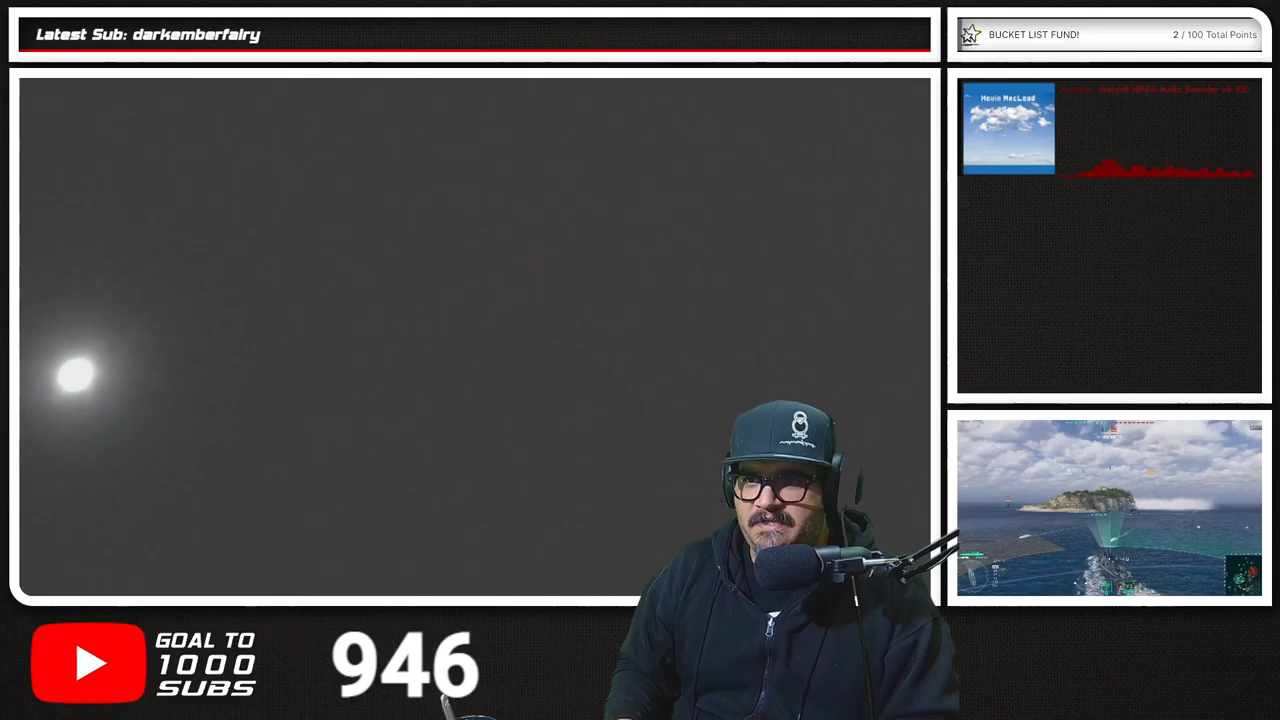 Latest Sub: darkemberfairy
BUCKET LIST FUND!
2 / 100 Total Points
Kevin MacLeod
GOAL TO
1000
SUBS
946